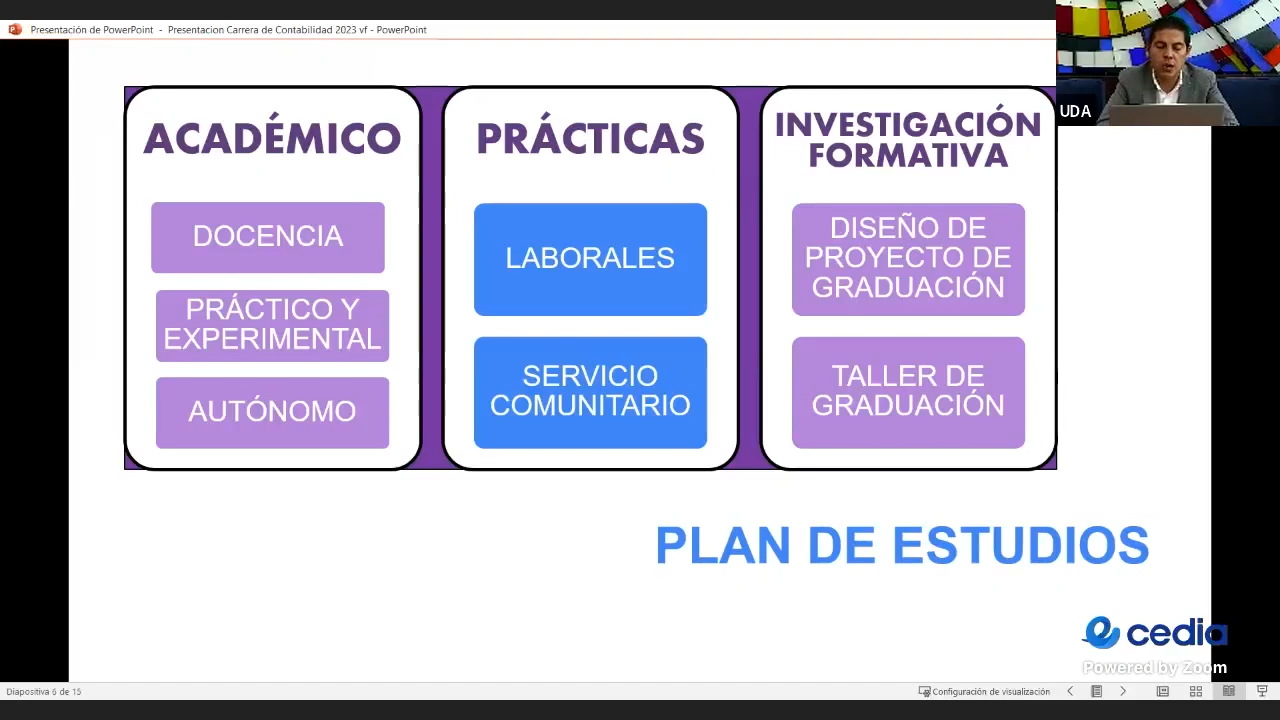 Presentación de PowerPoint - Presentacion Carrera de Contabilidad 2023 vf - PowerPoint
UDA
ACADÉMICO
DOCENCIA
PRÁCTICO Y
EXPERIMENTAL
AUTÓNOMO
PRÁCTICAS
LABORALES
SERVICIO
COMUNITARIO
INVESTIGACIÓN
FORMATIVA
DISEÑO DE
PROYECTO DE
GRADUACIÓN
TALLER DE
GRADUACIÓN
PLAN DE ESTUDIOS
cedia
Powered by Zoom
Diapositiva 6 de 15
Configuración de visualización